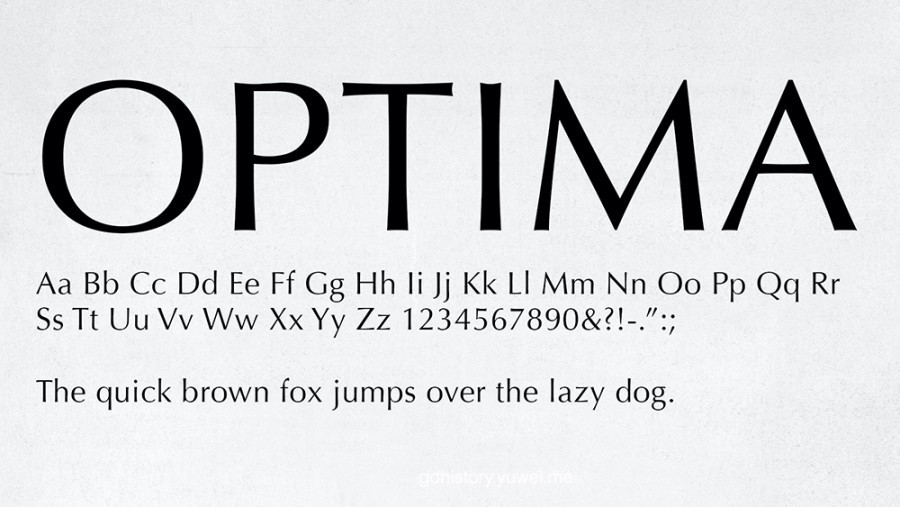 OPTIMA
Aa Bb Cc Dd Ee Ff Gg Hh Ii Jj Kk Ll Mm Nn Oo Pp Qq Rr
Ss Tt Uu Vv Ww Xx Yy Zz 1234567890&?!-.”:;
The quick brown fox jumps over the lazy dog.
gdhistory.yuwei.me